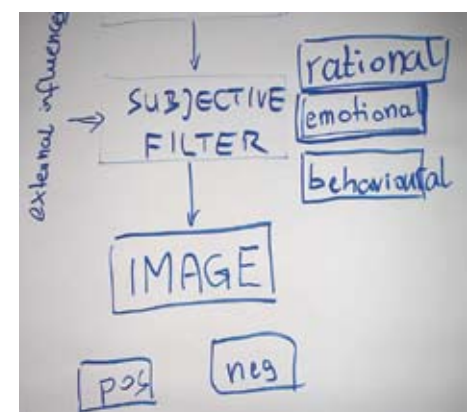 external influence
SUBJECTIVE
FILTER
rational
emotional
behavioural
IMAGE
pos
neg